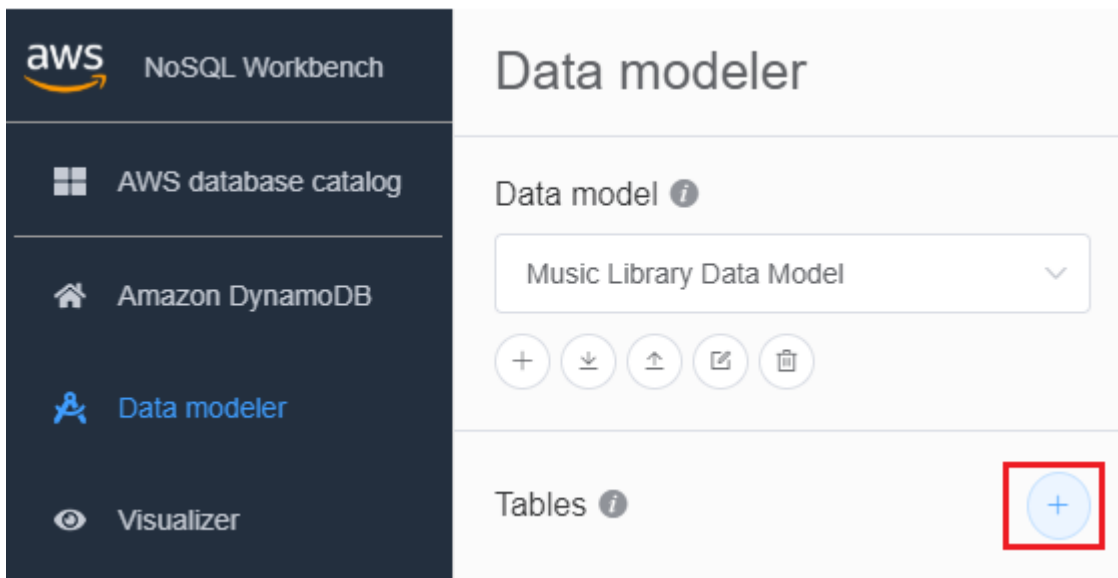 aws NoSQL Workbench
AWS database catalog
Amazon DynamoDB
Data modeler
Visualizer
Data modeler
Data model
Music Library Data Model
Tables